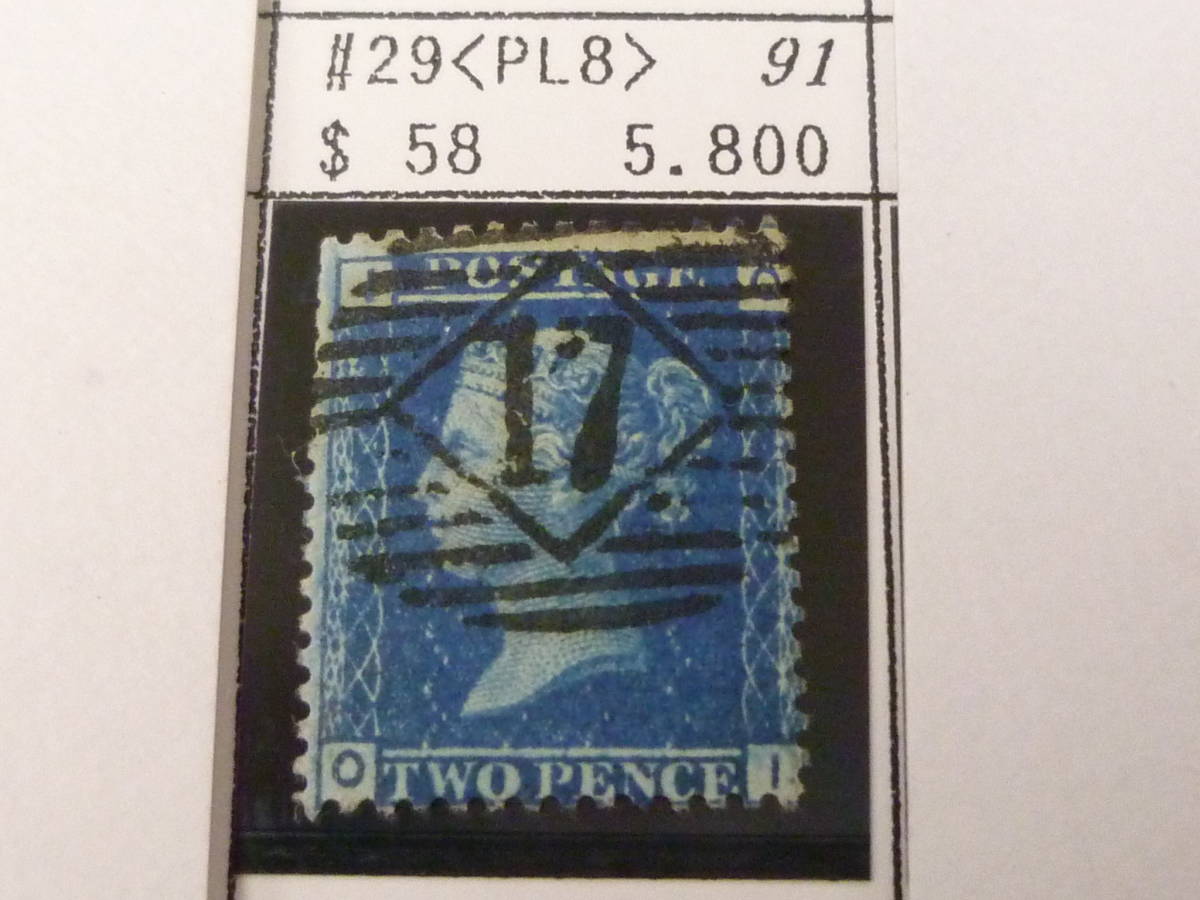 #29<PL8> 91
$ 58 5.800
POSTAGE
17
O TWO PENCE I